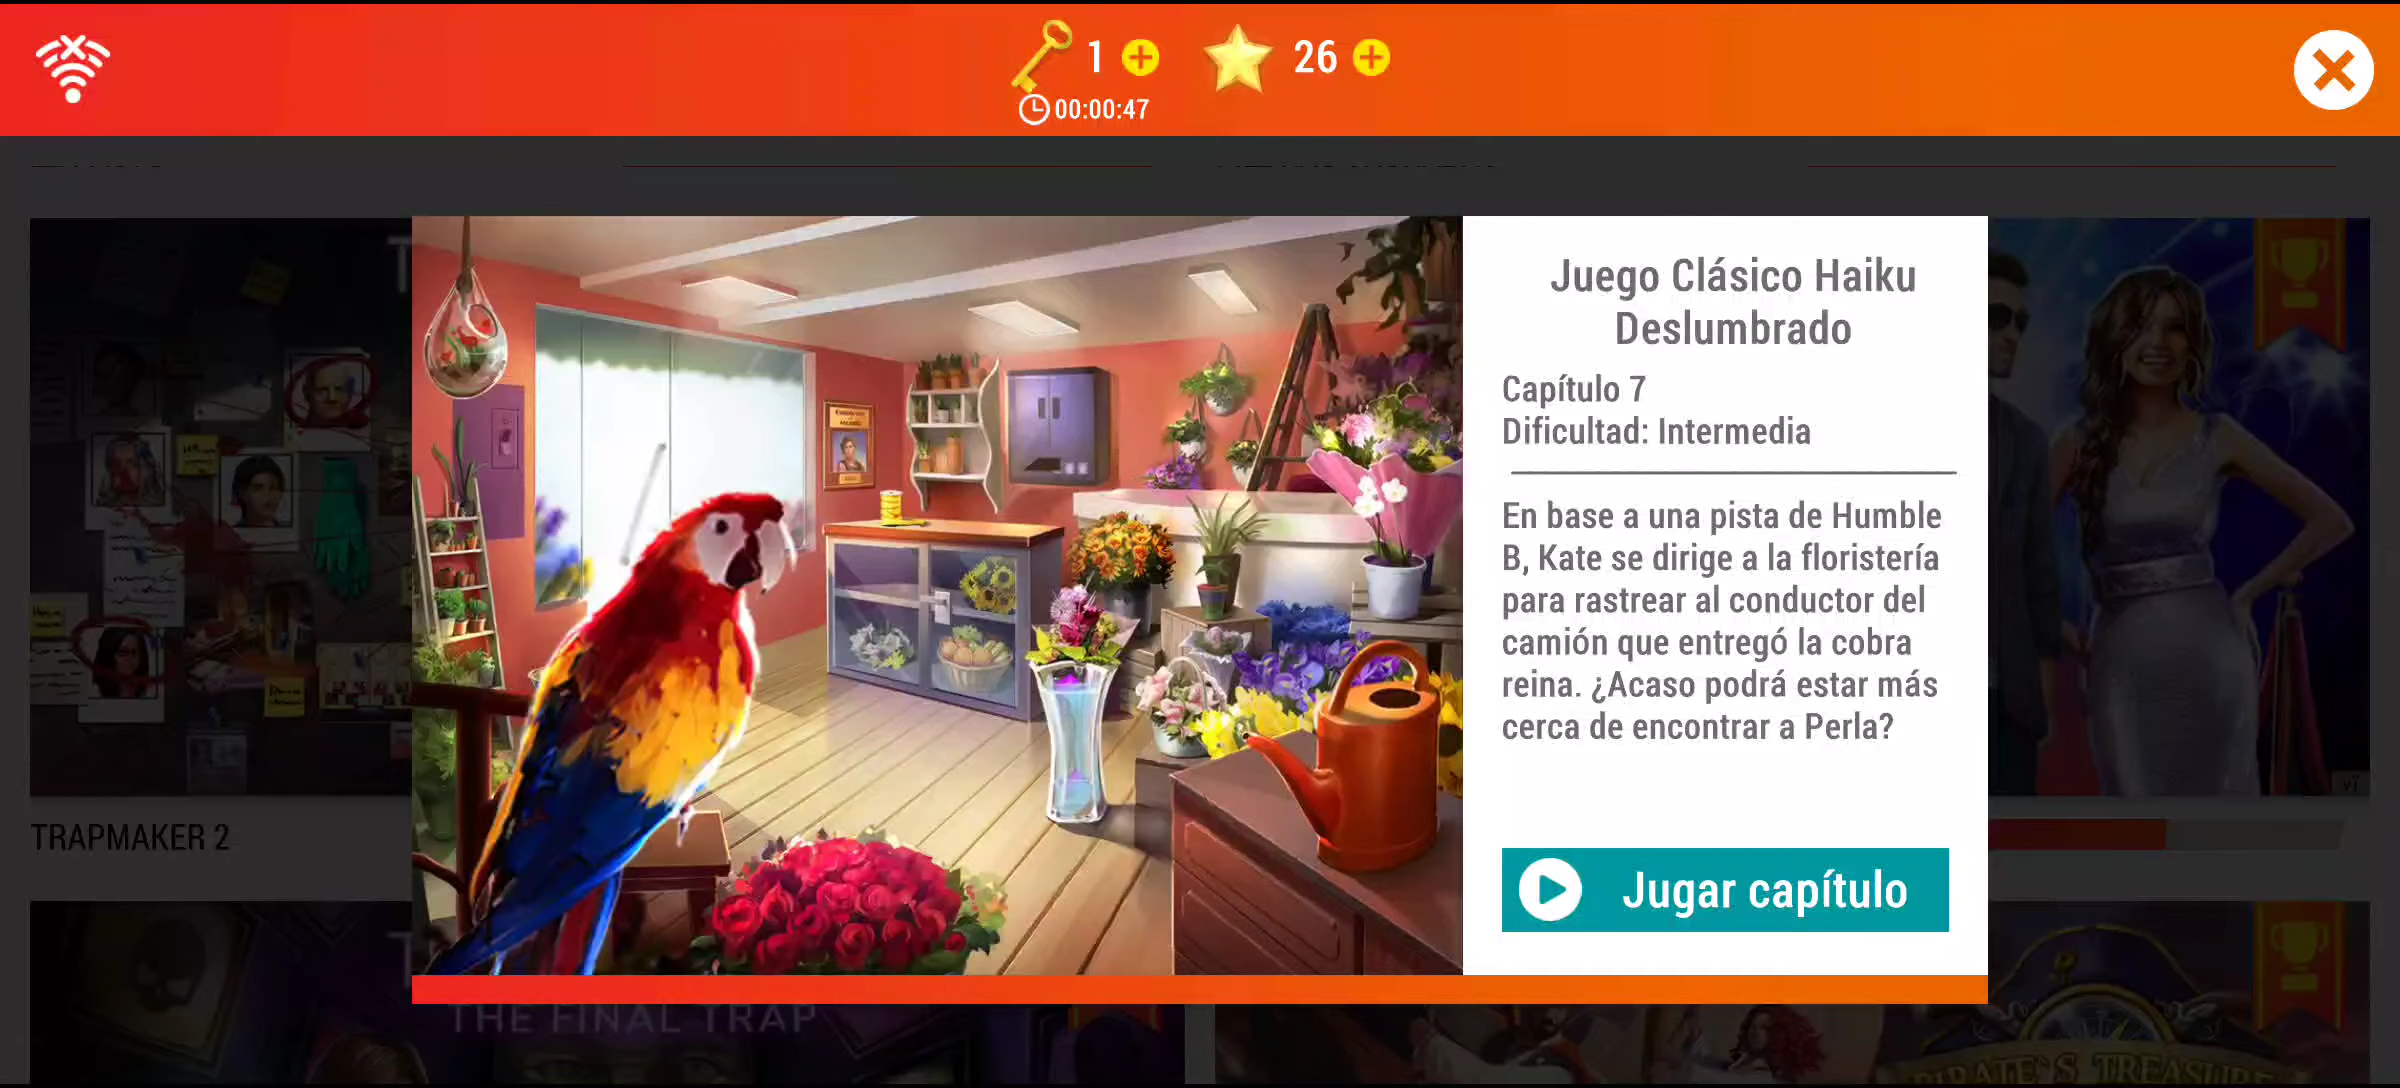 1
26
00:00:47
Juego Clásico Haiku
Deslumbrado
Capítulo 7
Dificultad: Intermedia
En base a una pista de Humble
B, Kate se dirige a la floristería
para rastrear al conductor del
camión que entregó la cobra
reina. ¿Acaso podrá estar más
cerca de encontrar a Perla?
Jugar capítulo
TRAPMAKER 2
THE FINAL TRAP
PIRATE'S TREASURE